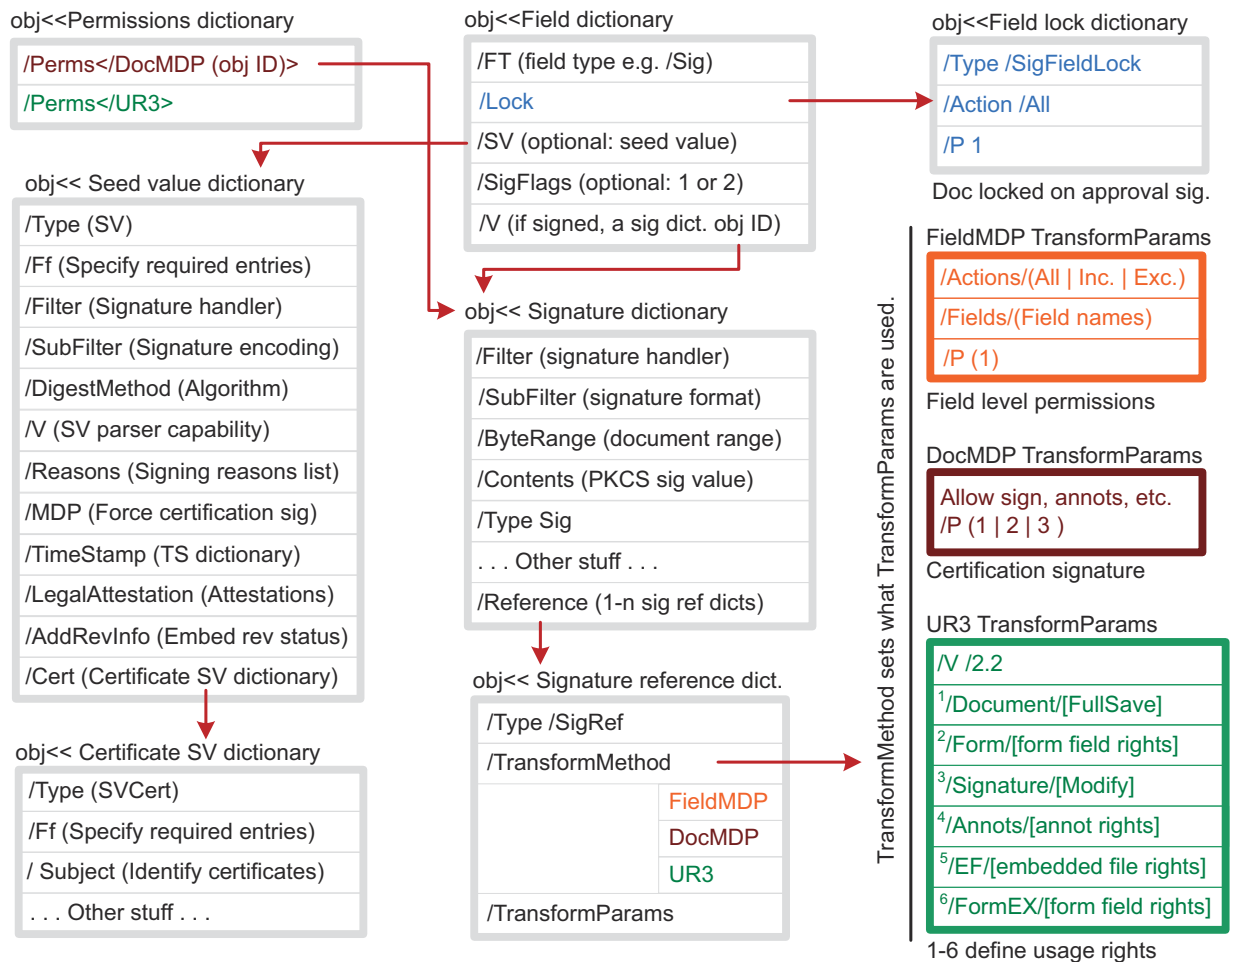 obj<<Permissions dictionary
/Perms</DocMDP (obj ID)>
/Perms</UR3>
obj<<Field dictionary
/FT (field type e.g. /Sig)
/Lock
/SV (optional: seed value)
/SigFlags (optional: 1 or 2)
/V (if signed, a sig dict. obj ID)
obj<<Field lock dictionary
/Type /SigFieldLock
/Action /All
/P 1
Doc locked on approval sig.
obj<< Seed value dictionary
/Type (SV)
/Ff (Specify required entries)
/Filter (Signature handler)
/SubFilter (Signature encoding)
/DigestMethod (Algorithm)
/V (SV parser capability)
/Reasons (Signing reasons list)
/MDP (Force certification sig)
/TimeStamp (TS dictionary)
/LegalAttestation (Attestations)
/AddRevInfo (Embed rev status)
/Cert (Certificate SV dictionary)
obj<< Certificate SV dictionary
/Type (SVCert)
/Ff (Specify required entries)
/ Subject (Identify certificates)
. . . Other stuff . . .
obj<< Signature dictionary
/Filter (signature handler)
/SubFilter (signature format)
/ByteRange (document range)
/Contents (PKCS sig value)
/Type Sig
. . . Other stuff . . .
/Reference (1-n sig ref dicts)
obj<< Signature reference dict.
/Type /SigRef
/TransformMethod
FieldMDP
DocMDP
UR3
/TransformParams
TransformMethod sets what TransformParams are used.
FieldMDP TransformParams
/Actions/(All | Inc. | Exc.)
/Fields/(Field names)
/P (1)
Field level permissions
DocMDP TransformParams
Allow sign, annots, etc.
/P (1 | 2 | 3 )
Certification signature
UR3 TransformParams
/V /2.2
1/Document/[FullSave]
2/Form/[form field rights]
3/Signature/[Modify]
4/Annots/[annot rights]
5/EF/[embedded file rights]
6/FormEX/[form field rights]
1-6 define usage rights